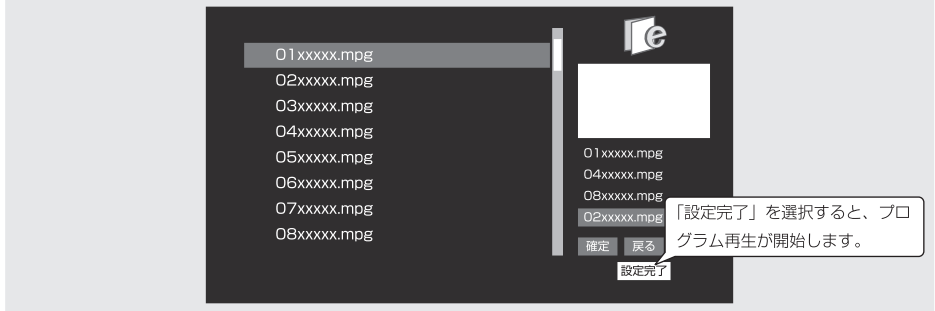 01xxxxx.mpg
02xxxxx.mpg
03xxxxx.mpg
04xxxxx.mpg
05xxxxx.mpg
06xxxxx.mpg
07xxxxx.mpg
08xxxxx.mpg
e
01xxxxx.mpg
04xxxxx.mpg
08xxxxx.mpg
02xxxxx.mpg
確定 戻る
設定完了
「設定完了」を選択すると、プロ
グラム再生が開始します。